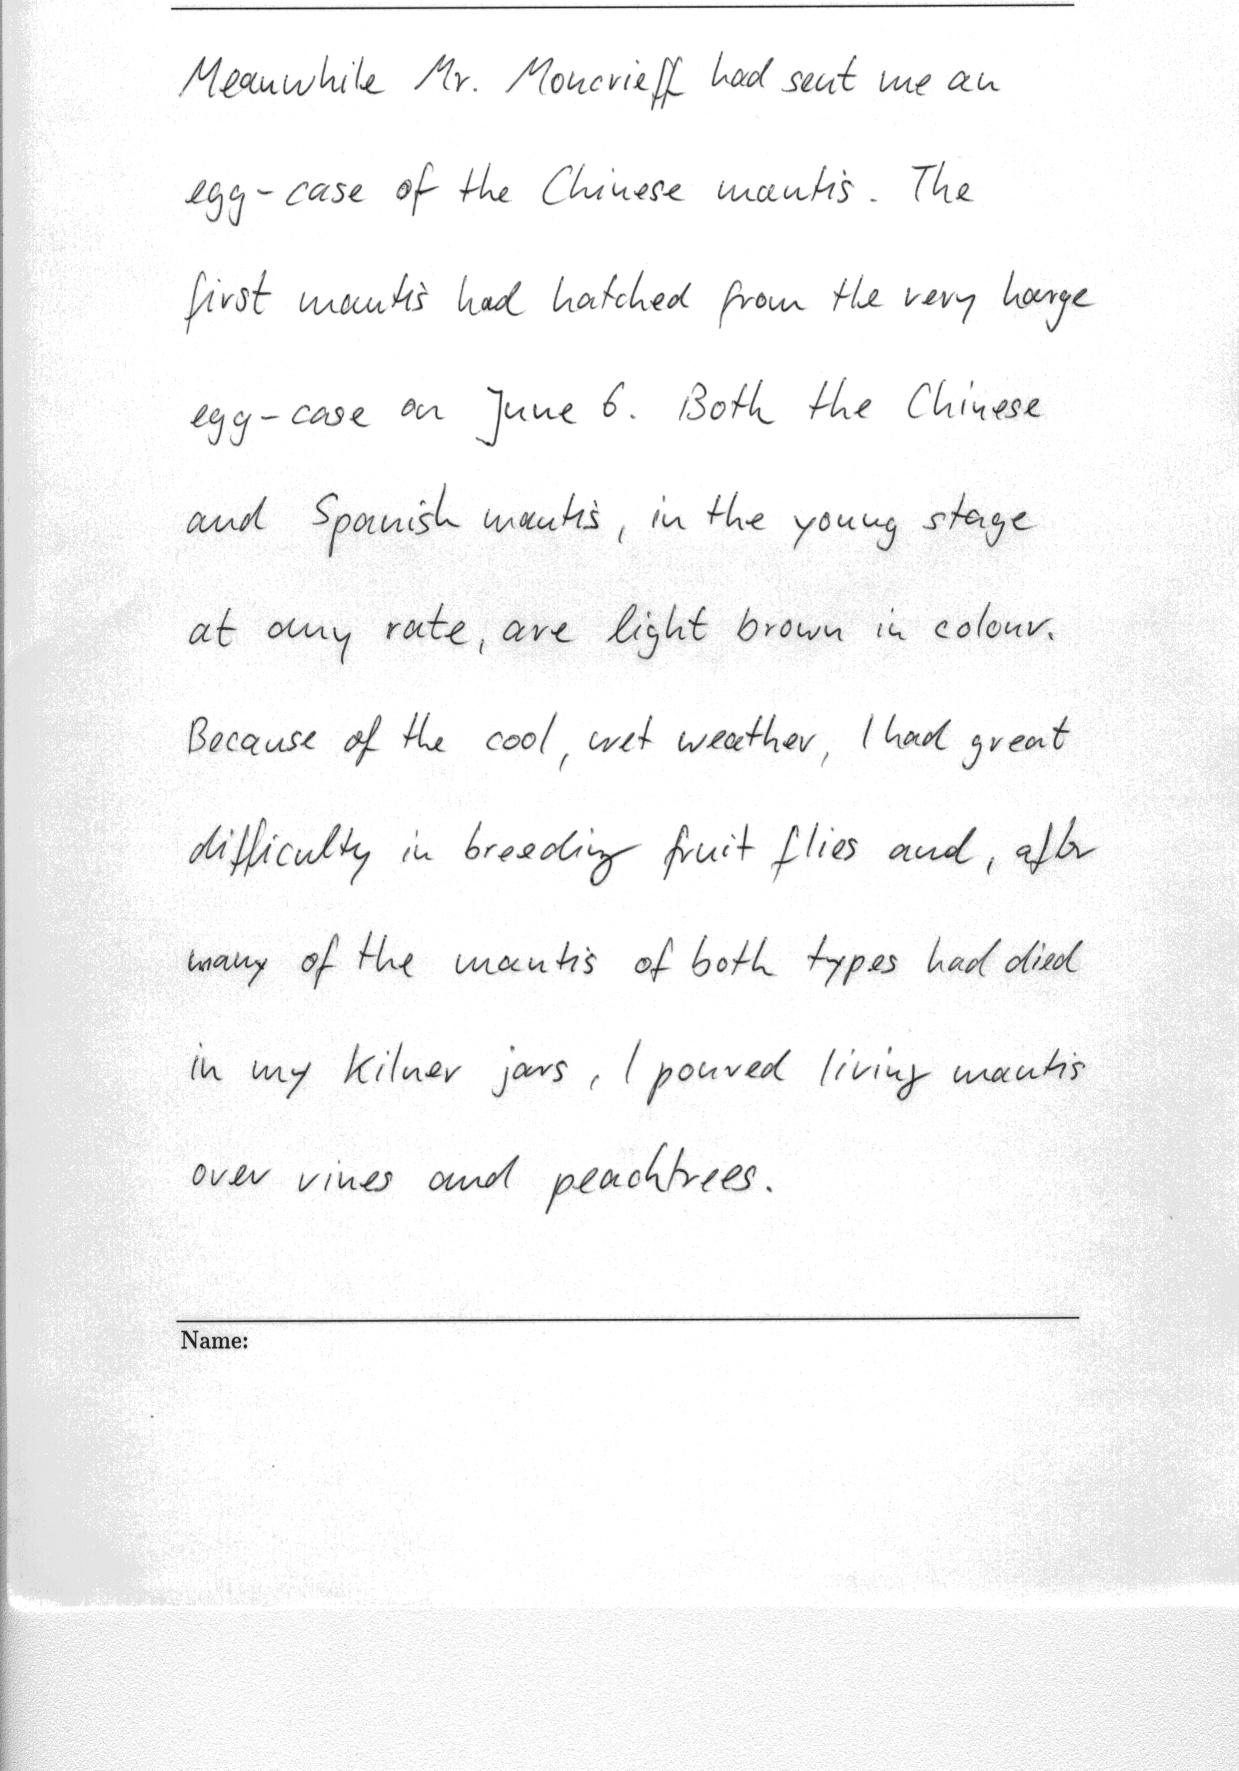 Meanwhile Mr. Moncrieff had sent me an
egg-case of the Chinese mantis. The
first mantis had hatched from the very harge
egg-case on June 6. Both the Chinese
and Spanish mantis, in the young stage
at any rate, are light brown in colour.
Because of the cool, wet weather, I had great
difficulty in breeding fruit flies and, after
many of the mantis of both types had died
in my Kilner jars, I poured living mantis
over vines and peachtrees.
Name: